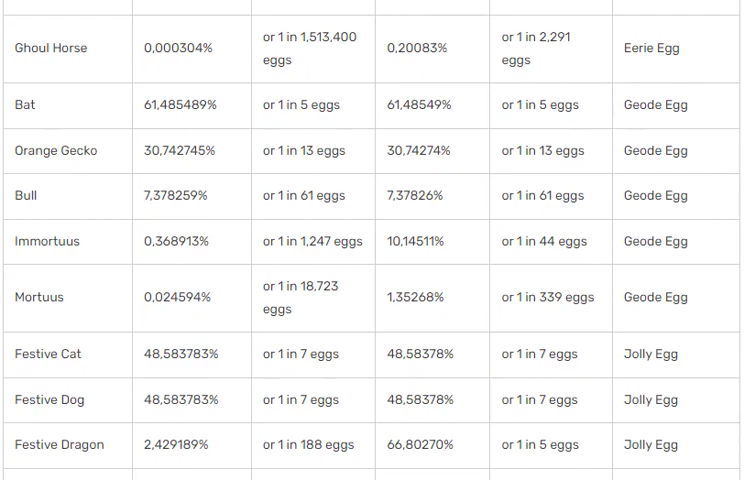 Ghoul Horse 0,000304% or 1 in 1,513,400 eggs 0,20083% or 1 in 2,291 eggs Eerie Egg
Bat 61,485489% or 1 in 5 eggs 61,48549% or 1 in 5 eggs Geode Egg
Orange Gecko 30,742745% or 1 in 13 eggs 30,74274% or 1 in 13 eggs Geode Egg
Bull 7,378259% or 1 in 61 eggs 7,37826% or 1 in 61 eggs Geode Egg
Immortuus 0,368913% or 1 in 1,247 eggs 10,14511% or 1 in 44 eggs Geode Egg
Mortuus 0,024594% or 1 in 18,723 eggs 1,35268% or 1 in 339 eggs Geode Egg
Festive Cat 48,583783% or 1 in 7 eggs 48,58378% or 1 in 7 eggs Jolly Egg
Festive Dog 48,583783% or 1 in 7 eggs 48,58378% or 1 in 7 eggs Jolly Egg
Festive Dragon 2,429189% or 1 in 188 eggs 66,80270% or 1 in 5 eggs Jolly Egg